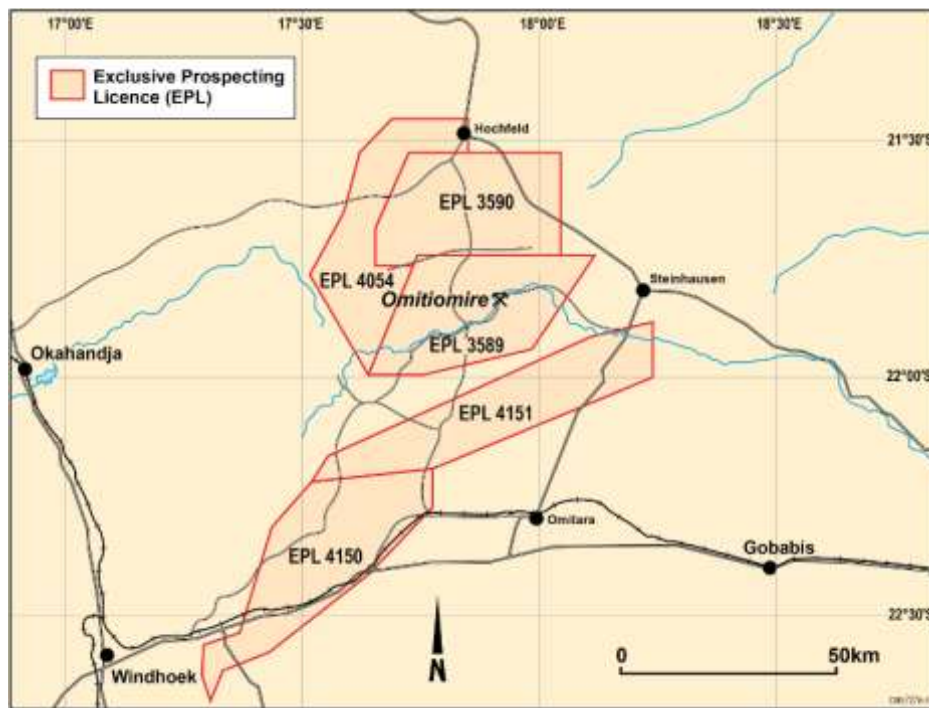 17°00'E
17°30'E
18°00'E
18°30'E
Exclusive Prospecting
Licence (EPL)
Hochfeld
21°30'S
EPL 3590
EPL 4054
Steinhausen
Omitiomire
EPL 3589
Okahandja
22°00'S
EPL 4151
Omitara
EPL 4150
Gobabis
22°30'S
N
0
50km
Windhoek